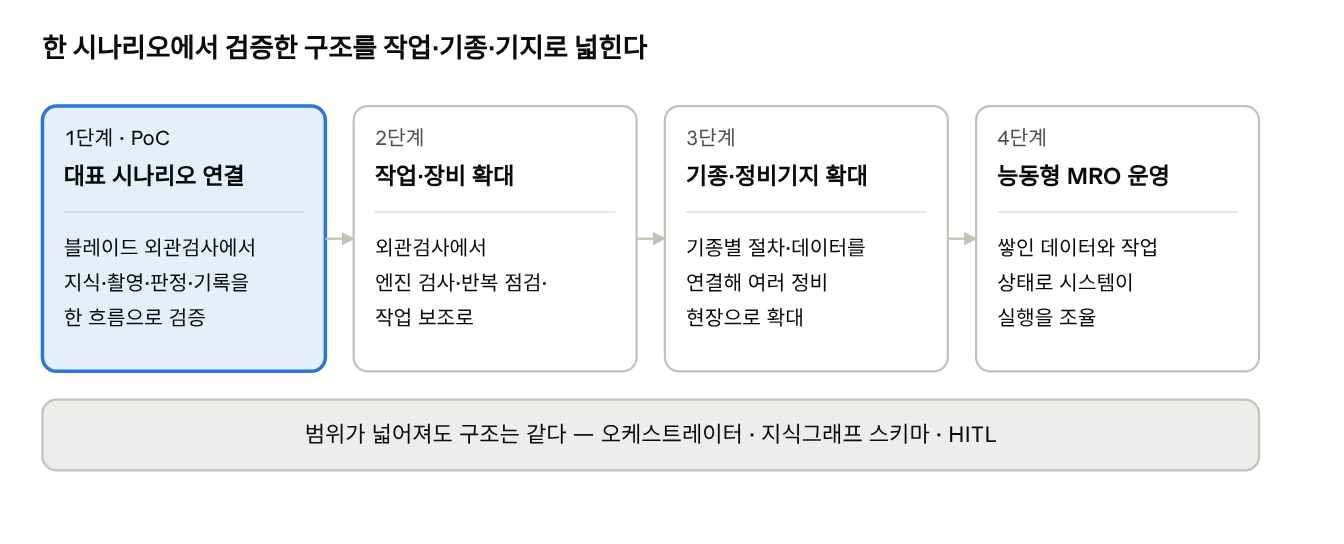 한 시나리오에서 검증한 구조를 작업·기종·기지로 넓힌다
1단계 · PoC
대표 시나리오 연결
블레이드 외관검사에서
지식·촬영·판정·기록을
한 흐름으로 검증
2단계
작업·장비 확대
외관검사에서
엔진 검사·반복 점검·
작업 보조로
3단계
기종·정비기지 확대
기종별 절차·데이터를
연결해 여러 정비
현장으로 확대
4단계
능동형 MRO 운영
쌓인 데이터와 작업
상태로 시스템이
실행을 조율
범위가 넓어져도 구조는 같다 — 오케스트레이터 · 지식그래프 스키마 · HITL